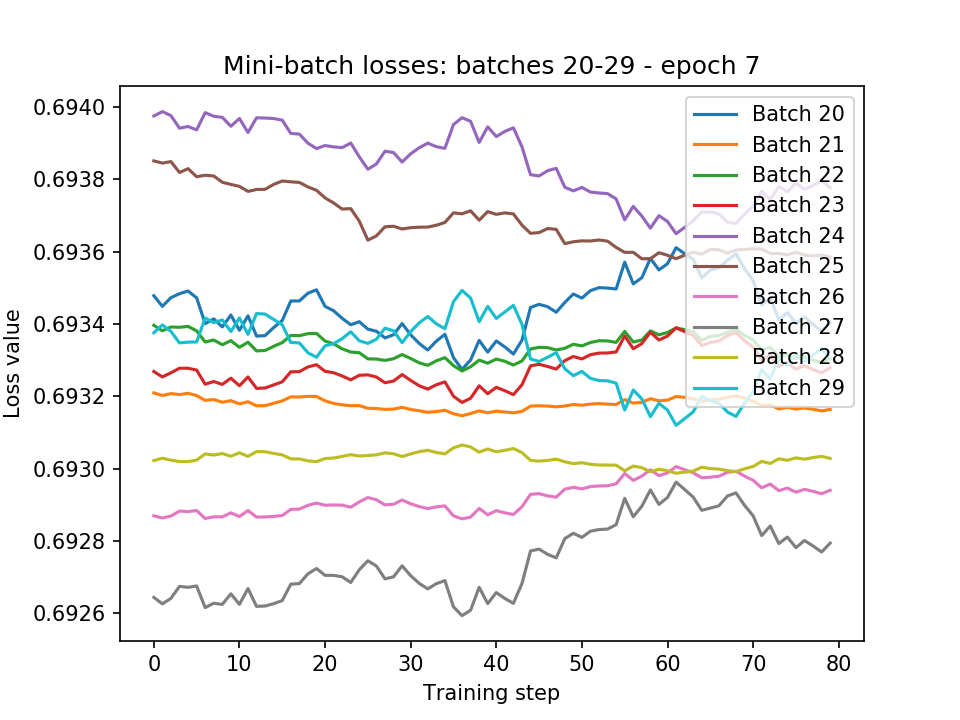 Mini-batch losses: batches 20-29 - epoch 7
0.6940
0.6938
0.6936
0.6934
0.6932
0.6930
0.6928
0.6926
Loss value
0 10 20 30 40 50 60 70 80
Training step
Batch 20
Batch 21
Batch 22
Batch 23
Batch 24
Batch 25
Batch 26
Batch 27
Batch 28
Batch 29